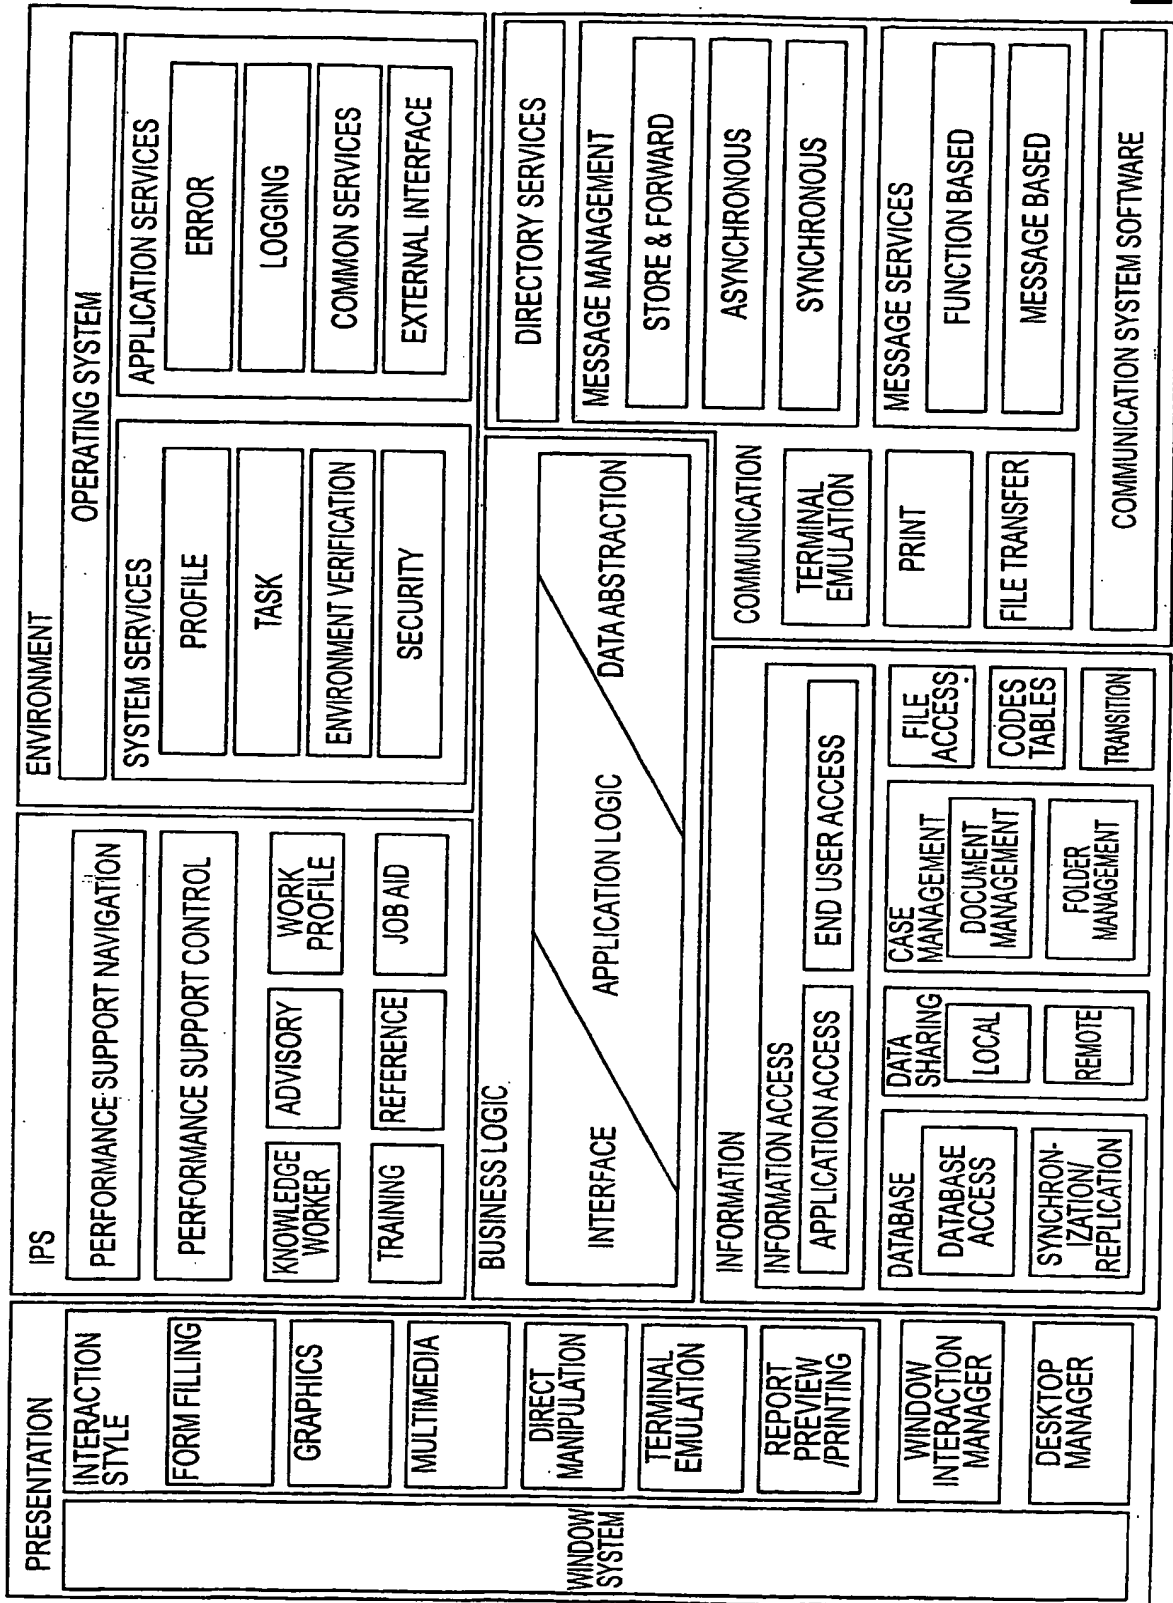 PRESENTATION
WINDOW
SYSTEM
INTERACTION
STYLE
FORM FILLING
GRAPHICS
MULTIMEDIA
DIRECT
MANIPULATION
TERMINAL
EMULATION
REPORT
PREVIEW
/PRINTING
WINDOW
INTERACTION
MANAGER
DESKTOP
MANAGER
IPS
PERFORMANCE SUPPORT NAVIGATION
PERFORMANCE SUPPORT CONTROL
KNOWLEDGE
WORKER
ADVISORY
WORK
PROFILE
TRAINING
REFERENCE
JOB AID
ENVIRONMENT
OPERATING SYSTEM
SYSTEM SERVICES
PROFILE
TASK
ENVIRONMENT VERIFICATION
SECURITY
APPLICATION SERVICES
ERROR
LOGGING
COMMON SERVICES
EXTERNAL INTERFACE
BUSINESS LOGIC
INTERFACE
APPLICATION LOGIC
DATA ABSTRACTION
INFORMATION
INFORMATION ACCESS
APPLICATION ACCESS
END USER ACCESS
DATABASE
DATABASE
ACCESS
SYNCHRON-
IZATION/
REPLICATION
DATA
SHARING
LOCAL
REMOTE
CASE
MANAGEMENT
DOCUMENT
MANAGEMENT
FOLDER
MANAGEMENT
FILE
ACCESS
CODES
TABLES
TRANSITION
COMMUNICATION
TERMINAL
EMULATION
PRINT
FILE TRANSFER
DIRECTORY SERVICES
MESSAGE MANAGEMENT
STORE & FORWARD
ASYNCHRONOUS
SYNCHRONOUS
MESSAGE SERVICES
FUNCTION BASED
MESSAGE BASED
COMMUNICATION SYSTEM SOFTWARE